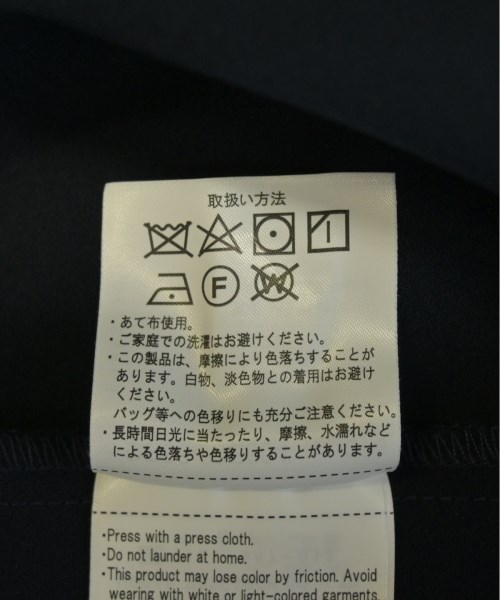 取扱い方法
F W
・あて布使用。
・ご家庭での洗濯はお避けください。
・この製品は、摩擦により色落ちすることが
あります。白物、淡色物との着用はお避け
ください。
バッグ等への色移りにも充分ご注意ください。
・長時間日光に当たったり、摩擦、水濡れなど
による色落ちや色移りすることがあります。
・Press with a press cloth.
・Do not launder at home.
・This product may lose color by friction. Avoid
wearing with white or light-colored garments.